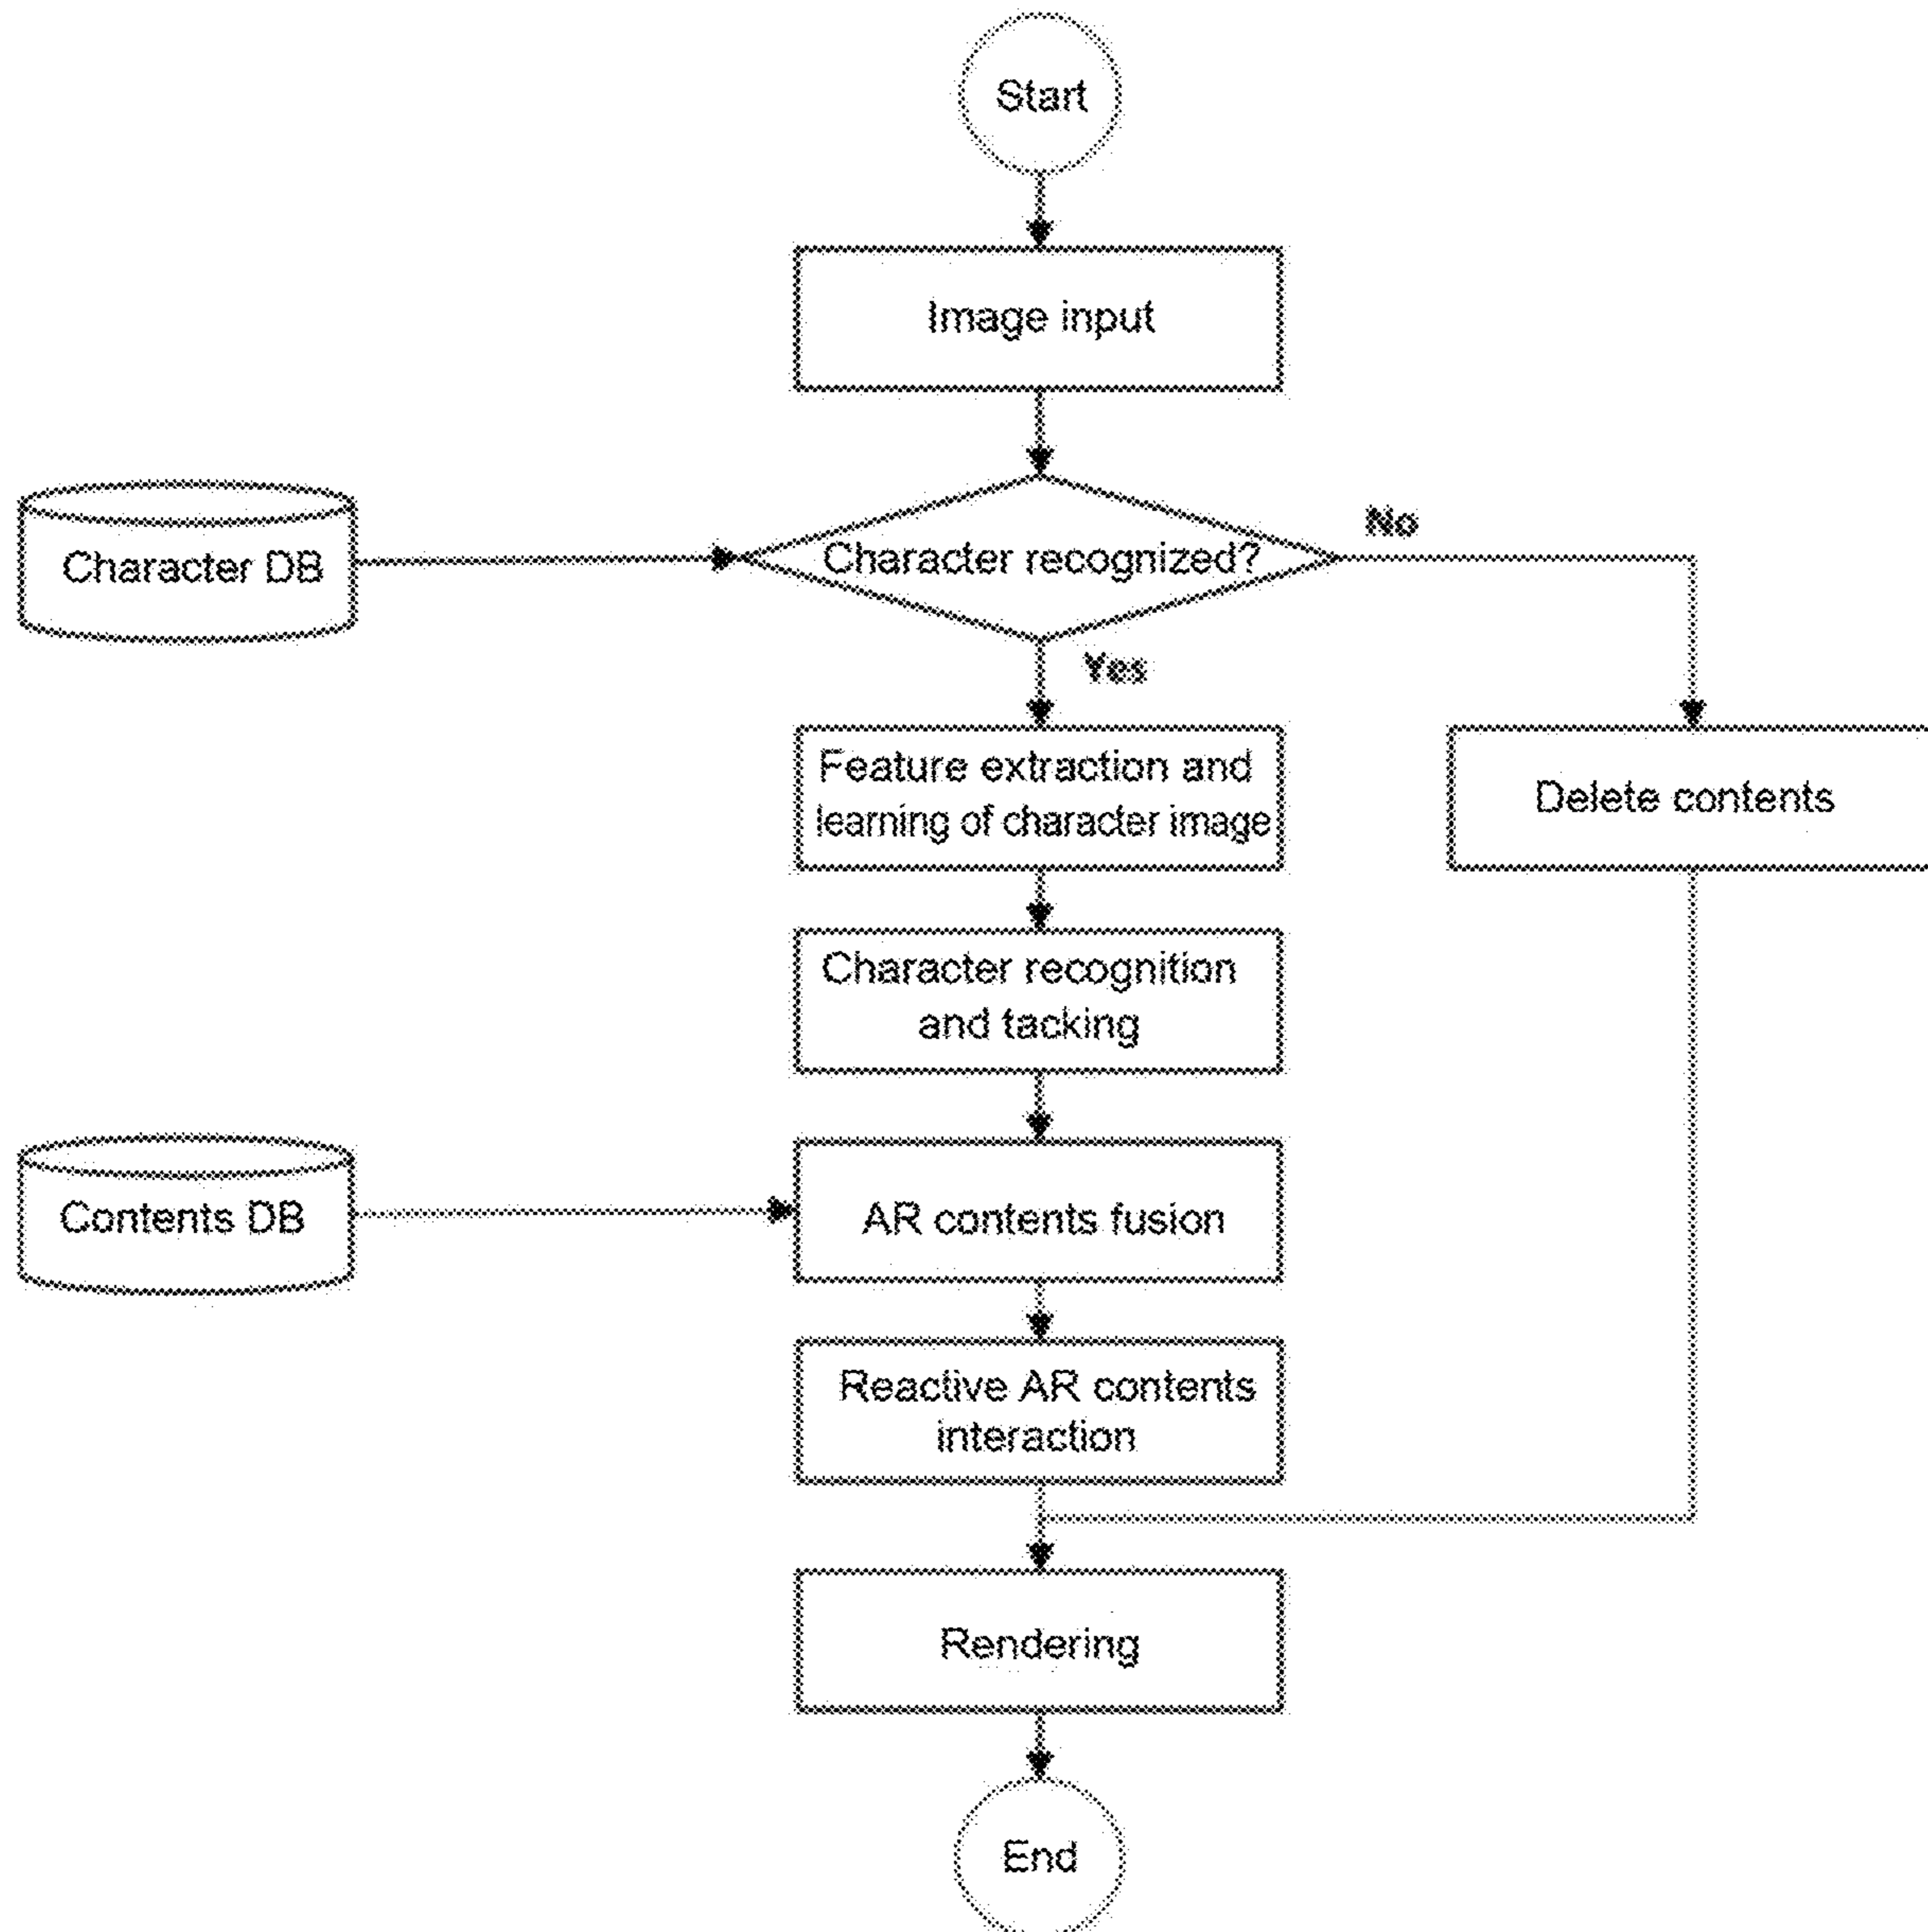 Start
Image input
Character DB
Character recognized?
No
Yes
Feature extraction and
learning of character image
Delete contents
Character recognition
and tacking
Contents DB
AR contents fusion
Reactive AR contents
interaction
Rendering
End